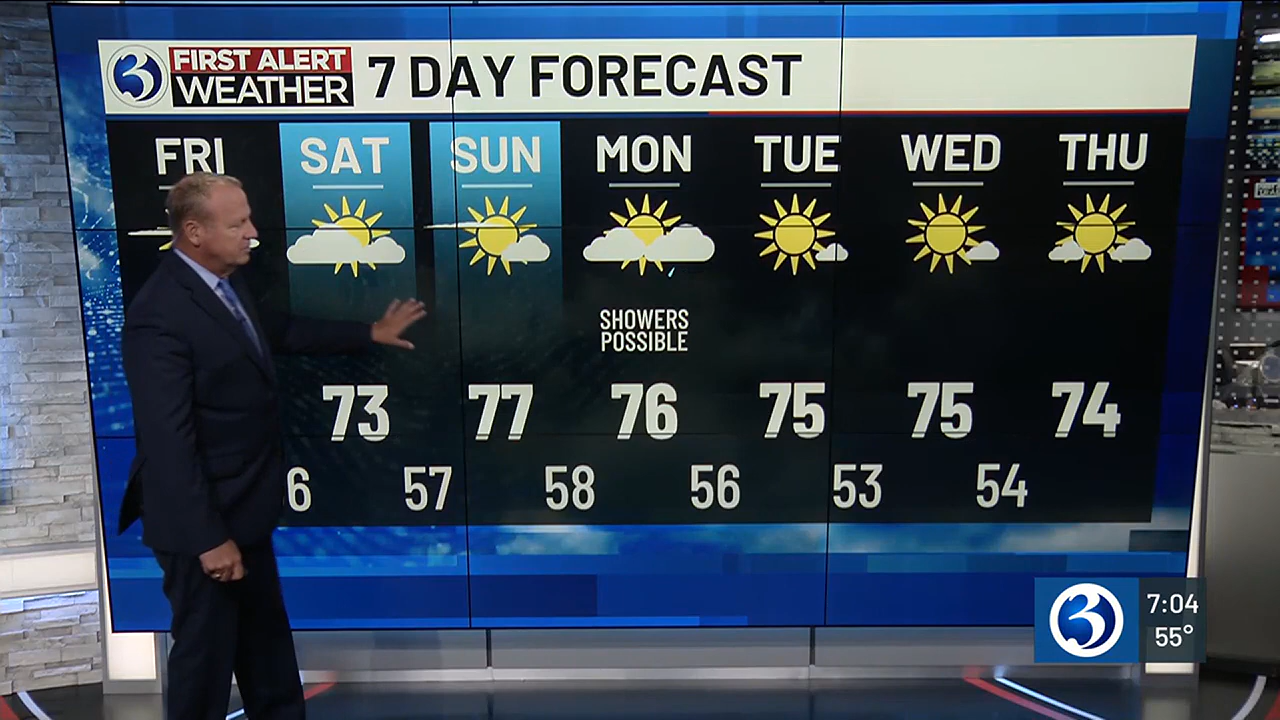 3 FIRST ALERT
WEATHER
7 DAY FORECAST
FRI SAT SUN MON TUE WED THU
SHOWERS
POSSIBLE
73 77 76 75 75 74
6 57 58 56 53 54
3 7:04
55°